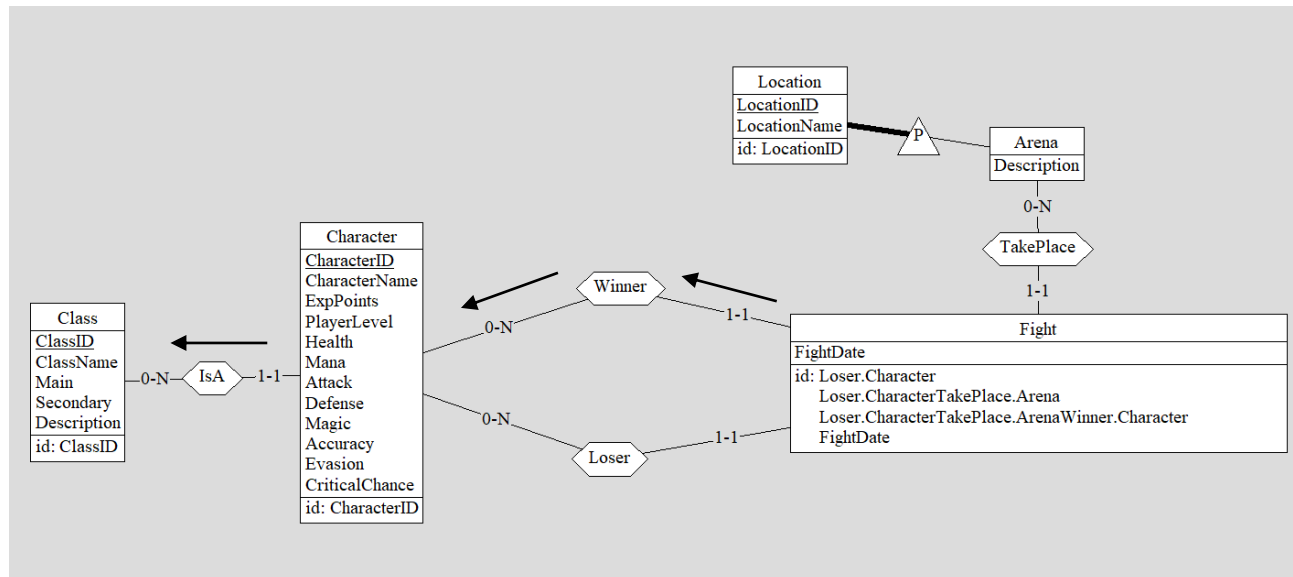 Location
LocationID
LocationName
id: LocationID
P
Arena
Description
0-N
TakePlace
1-1
Character
CharacterID
CharacterName
ExpPoints
PlayerLevel
Health
Mana
Attack
Defense
Magic
Accuracy
Evasion
CriticalChance
id: CharacterID
Winner
0-N
1-1
Class
ClassID
ClassName
Main
Secondary
Description
id: ClassID
0-N
IsA
1-1
Fight
FightDate
id: Loser.Character
Loser.CharacterTakePlace.Arena
Loser.CharacterTakePlace.ArenaWinner.Character
FightDate
0-N
Loser
1-1